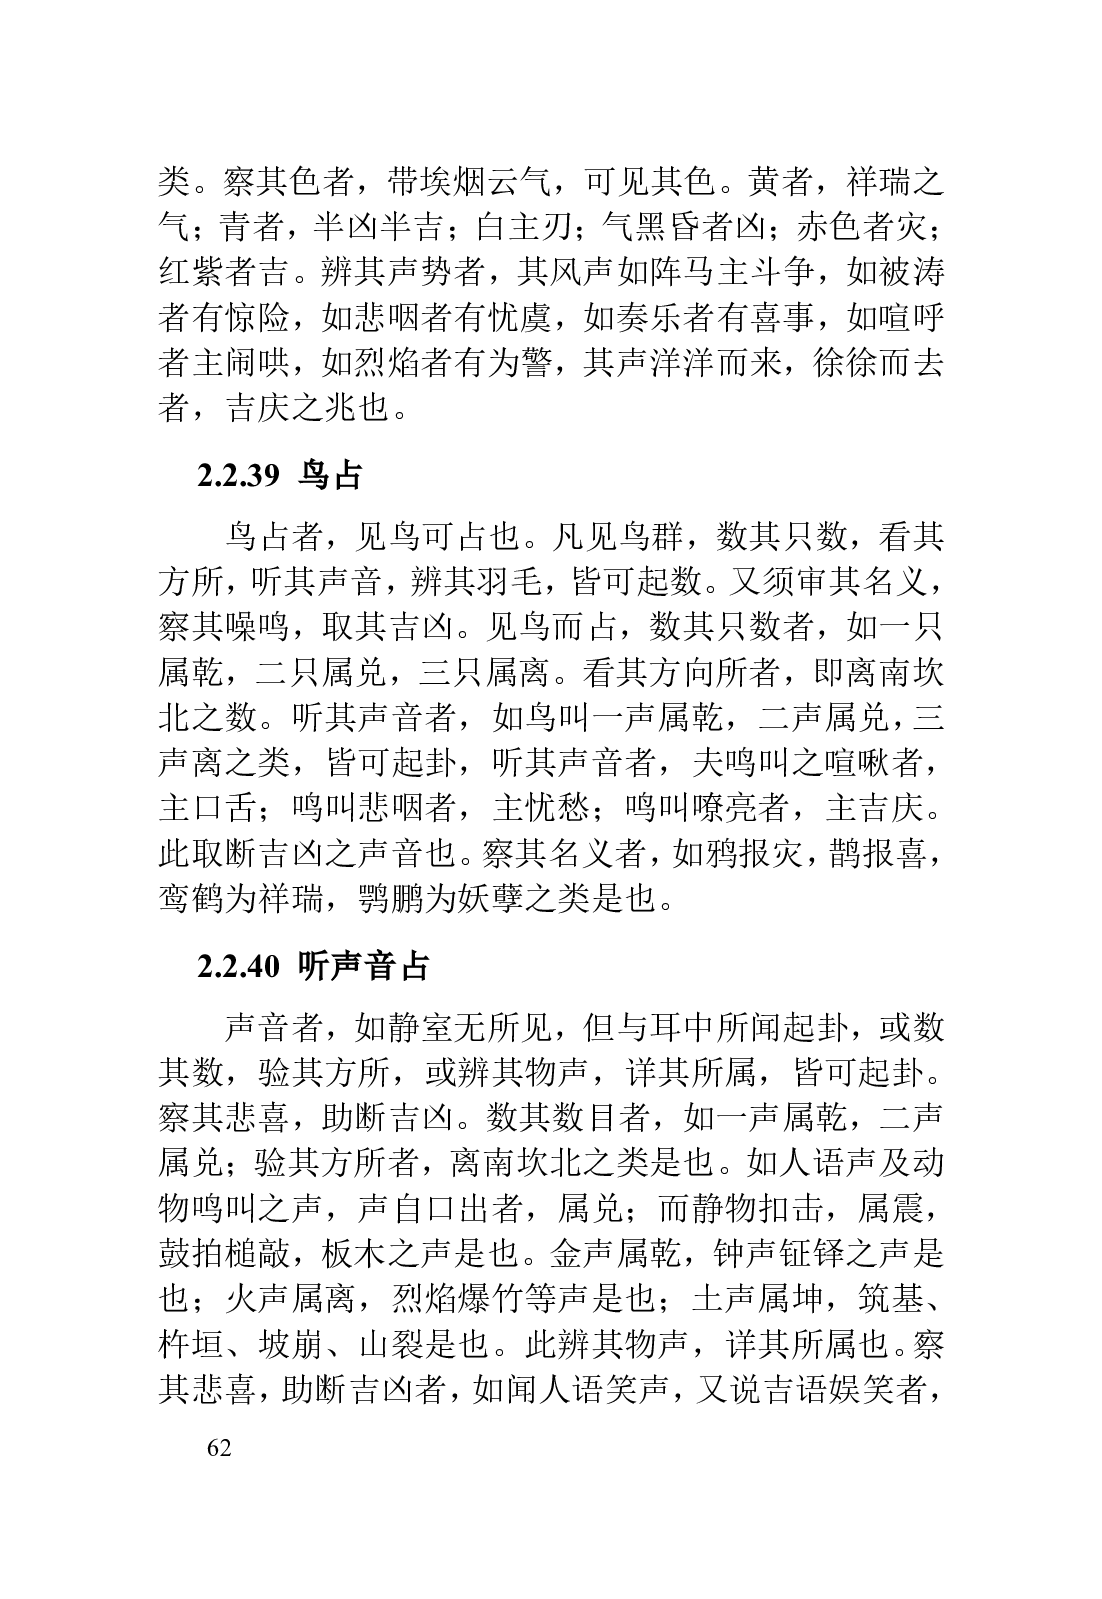 类。察其色者，带埃烟云气，可见其色。黄者，祥瑞之
气；青者，半凶半吉；白主刃；气黑昏者凶；赤色者灾；
红紫者吉。辨其声势者，其风声如阵马主斗争，如被涛
者有惊险，如悲咽者有忧虞，如奏乐者有喜事，如喧呼
者主闹哄，如烈焰者有为警，其声洋洋而来，徐徐而去
者，吉庆之兆也。
2.2.39 鸟占
鸟占者，见鸟可占也。凡见鸟群，数其只数，看其
方所，听其声音，辨其羽毛，皆可起数。又须审其名义，
察其噪鸣，取其吉凶。见鸟而占，数其只数者，如一只
属乾，二只属兑，三只属离。看其方向所者，即离南坎
北之数。听其声音者，如鸟叫一声属乾，二声属兑，三
声离之类，皆可起卦，听其声音者，夫鸣叫之喧啾者，
主口舌；鸣叫悲咽者，主忧愁；鸣叫嘹亮者，主吉庆。
此取断吉凶之声音也。察其名义者，如鸦报灾，鹊报喜，
鸾鹤为祥瑞，鹗鹏为妖孽之类是也。
2.2.40 听声音占
声音者，如静室无所见，但与耳中所闻起卦，或数
其数，验其方所，或辨其物声，详其所属，皆可起卦。
察其悲喜，助断吉凶。数其数目者，如一声属乾，二声
属兑；验其方所者，离南坎北之类是也。如人语声及动
物鸣叫之声，声自口出者，属兑；而静物扣击，属震，
鼓拍槌敲，板木之声是也。金声属乾，钟声钲铎之声是
也；火声属离，烈焰爆竹等声是也；土声属坤，筑基、
杵垣、坡崩、山裂是也。此辨其物声，详其所属也。察
其悲喜，助断吉凶者，如闻人语笑声，又说吉语娱笑者，
62